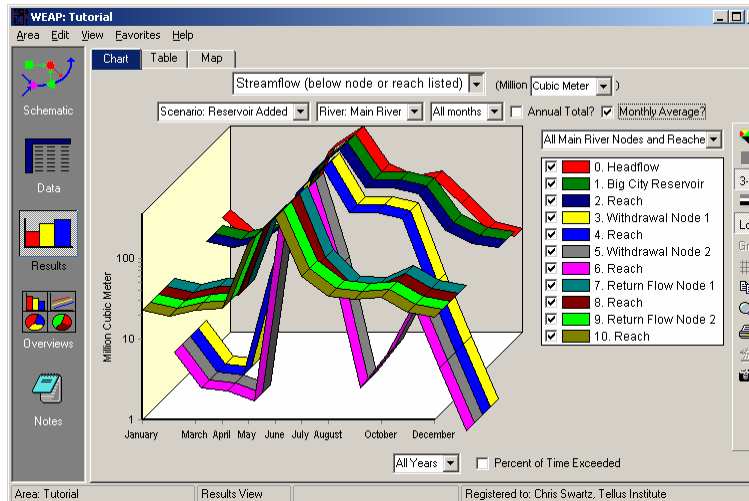 WEAP: Tutorial
Area Edit View Favorites Help
Chart Table Map
Streamflow (below node or reach listed) (Million Cubic Meter )
Scenario: Reservoir Added River: Main River All months Annual Total? Monthly Average?
All Main River Nodes and Reache
0. Headflow
1. Big City Reservoir
2. Reach
3. Withdrawal Node 1
4. Reach
5. Withdrawal Node 2
6. Reach
7. Return Flow Node 1
8. Reach
9. Return Flow Node 2
10. Reach
Schematic
Data
Results
Overviews
Notes
Million Cubic Meter
100
10
1
January March April May June July August October December
All Years Percent of Time Exceeded
3-
Lo
Gr
Area: Tutorial Results View Registered to: Chris Swartz, Tellus Institute